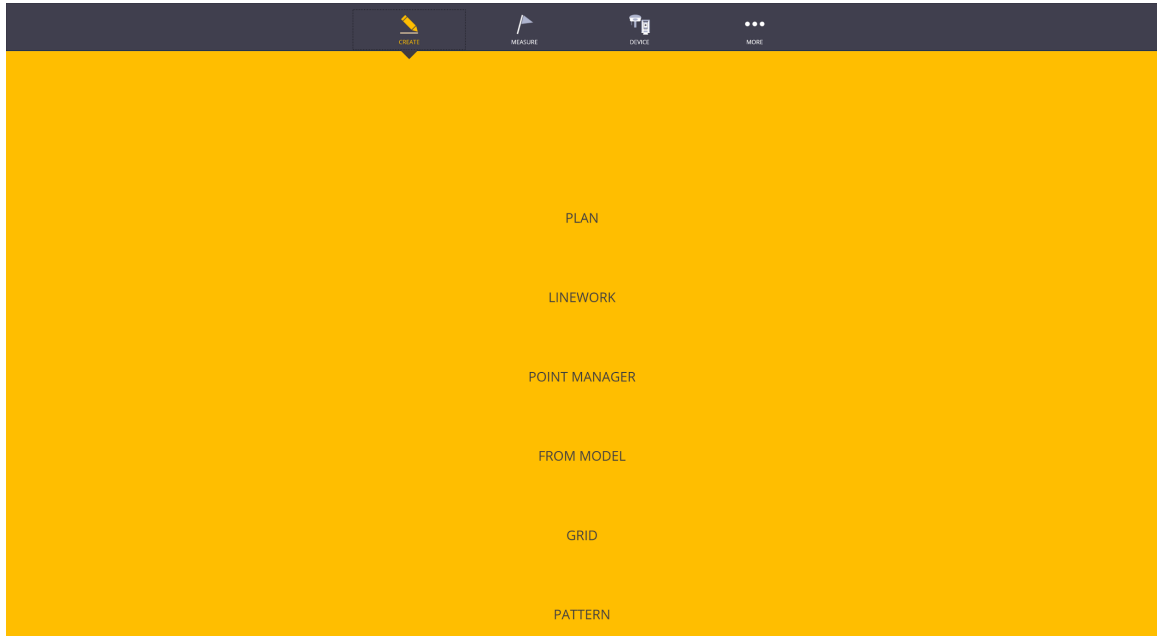 CREATE
MEASURE
DEVICE
MORE
PLAN
LINEWORK
POINT MANAGER
FROM MODEL
GRID
PATTERN